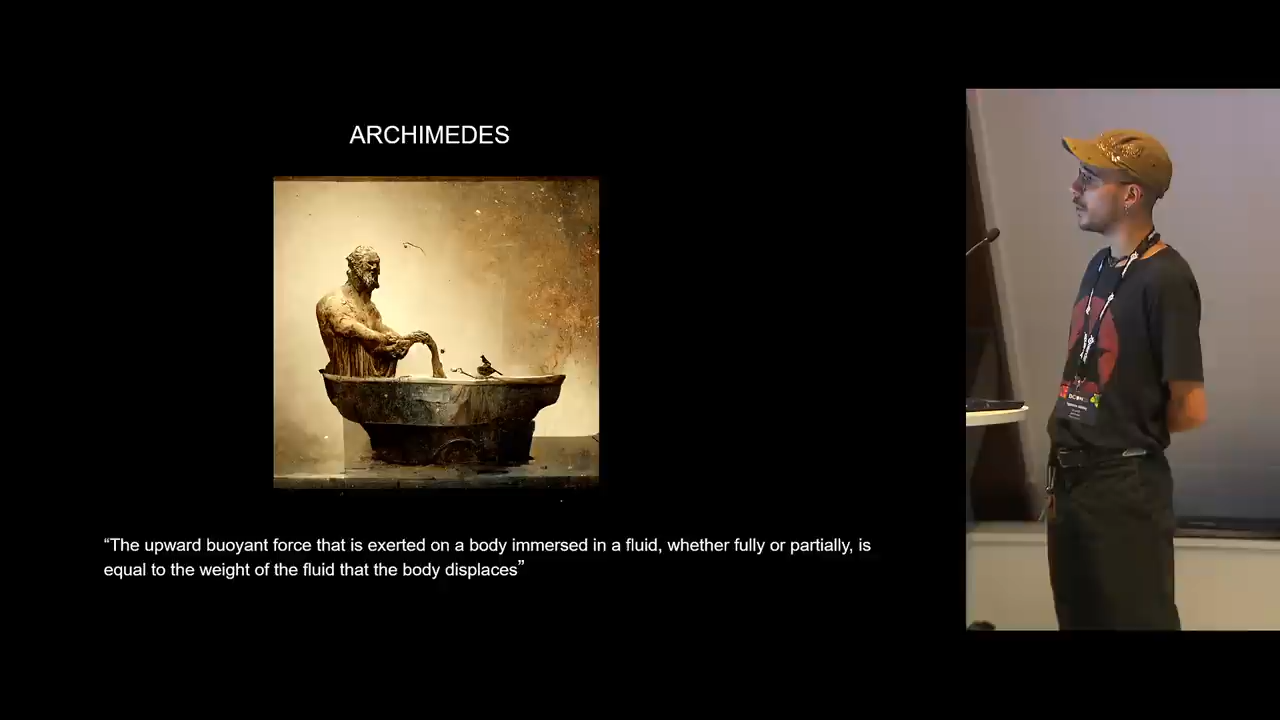 ARCHIMEDES
“The upward buoyant force that is exerted on a body immersed in a fluid, whether fully or partially, is
equal to the weight of the fluid that the body displaces”